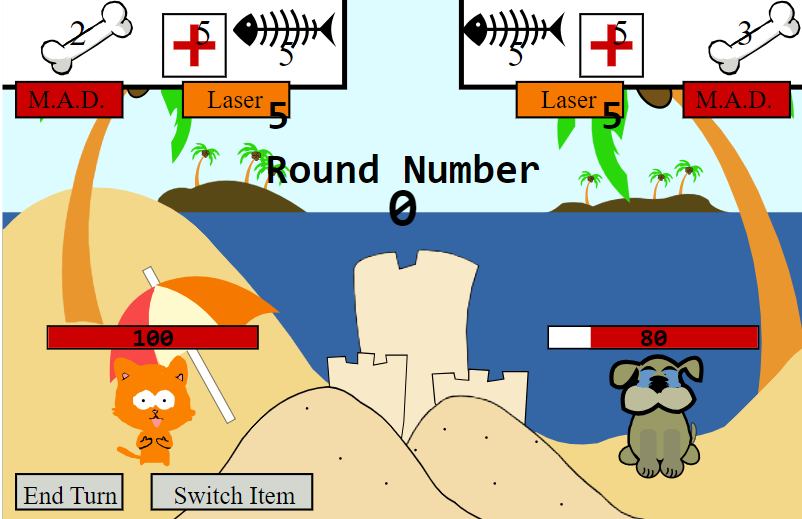 2 5 5 5 5 3
M.A.D. Laser 5 Laser 5 M.A.D.
Round Number
0
100 80
End Turn Switch Item